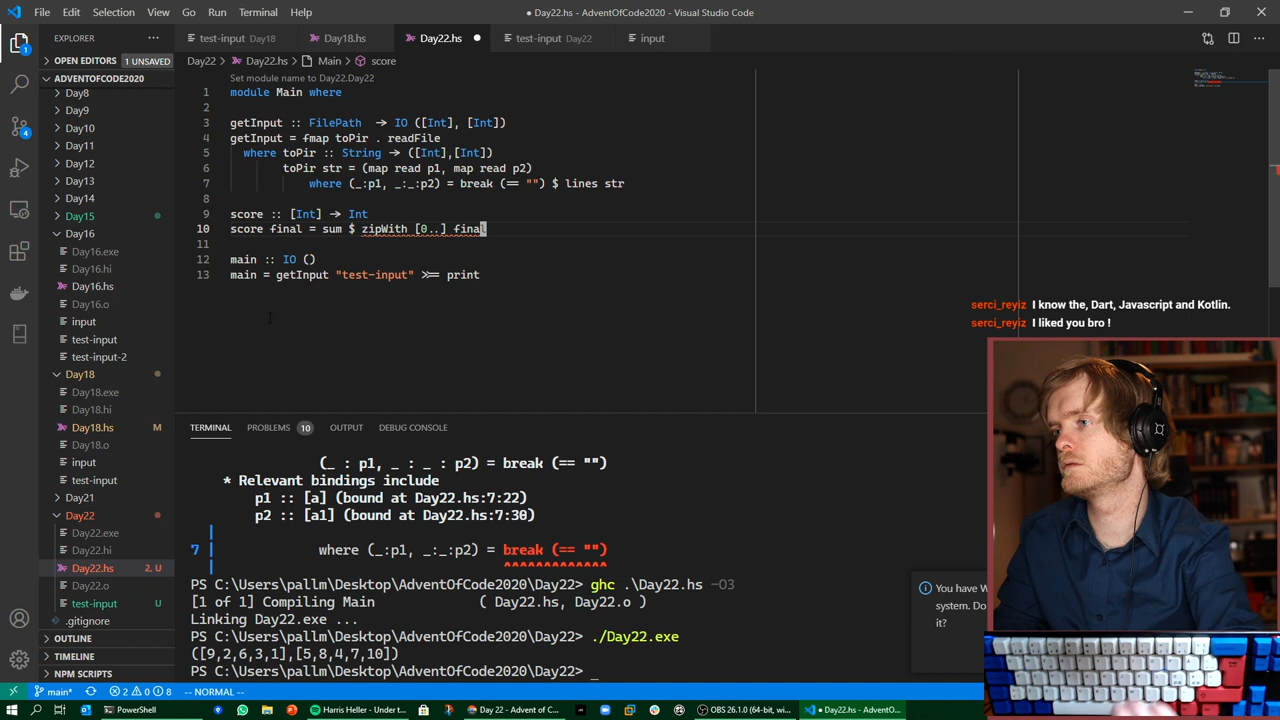 File Edit Selection View Go Run Terminal Help
● Day22.hs - AdventOfCode2020 - Visual Studio Code
EXPLORER
OPEN EDITORS 1 UNSAVED
ADVENTOFCODE2020
Day8
Day9
Day10
Day11
Day12
Day13
Day14
Day15
Day16
Day16.exe
Day16.hi
Day16.hs
Day16.o
input
test-input
test-input-2
Day18
Day18.exe
Day18.hi
Day18.hs M
Day18.o
input
test-input
Day21
Day22
Day22.exe
Day22.hi
Day22.hs 2, U
Day22.o
test-input U
.gitignore
OUTLINE
TIMELINE
NPM SCRIPTS
test-input Day18
Day18.hs
Day22.hs ●
test-input Day22
input
Day22 > Day22.hs > Main > score
Set module name to Day22.Day22
1 module Main where
2
3 getInput :: FilePath → IO ([Int], [Int])
4 getInput = fmap toPir . readFile
5 where toPir :: String → ([Int],[Int])
6 toPir str = (map read p1, map read p2)
7 where (_:p1, _:_:p2) = break (== "") $ lines str
8
9 score :: [Int] → Int
10 score final = sum $ zipWith [0..] final
11
12 main :: IO ()
13 main = getInput "test-input" >>= print
serci_reyiz I know the, Dart, Javascript and Kotlin.
serci_reyiz I liked you bro !
TERMINAL PROBLEMS 10 OUTPUT DEBUG CONSOLE
(_ : p1, _ : _ : p2) = break (== "")
* Relevant bindings include
p1 :: [a] (bound at Day22.hs:7:22)
p2 :: [a1] (bound at Day22.hs:7:30)
|
7 | where (_:p1, _:_:p2) = break (== "")
| ^^^^^^^^^^^^^
PS C:\Users\pallm\Desktop\AdventOfCode2020\Day22> ghc .\Day22.hs -O3
[1 of 1] Compiling Main ( Day22.hs, Day22.o )
Linking Day22.exe ...
PS C:\Users\pallm\Desktop\AdventOfCode2020\Day22> ./Day22.exe
([9,2,6,3,1],[5,8,4,7,10])
PS C:\Users\pallm\Desktop\AdventOfCode2020\Day22> _
You have
system. Do
it?
1
4
main* 2 0 8 -- NORMAL --
PowerShell
Harris Heller - Under t...
Day 22 - Advent of C...
OBS 26.1.0 (64-bit, wi...
● Day22.hs - AdventO...